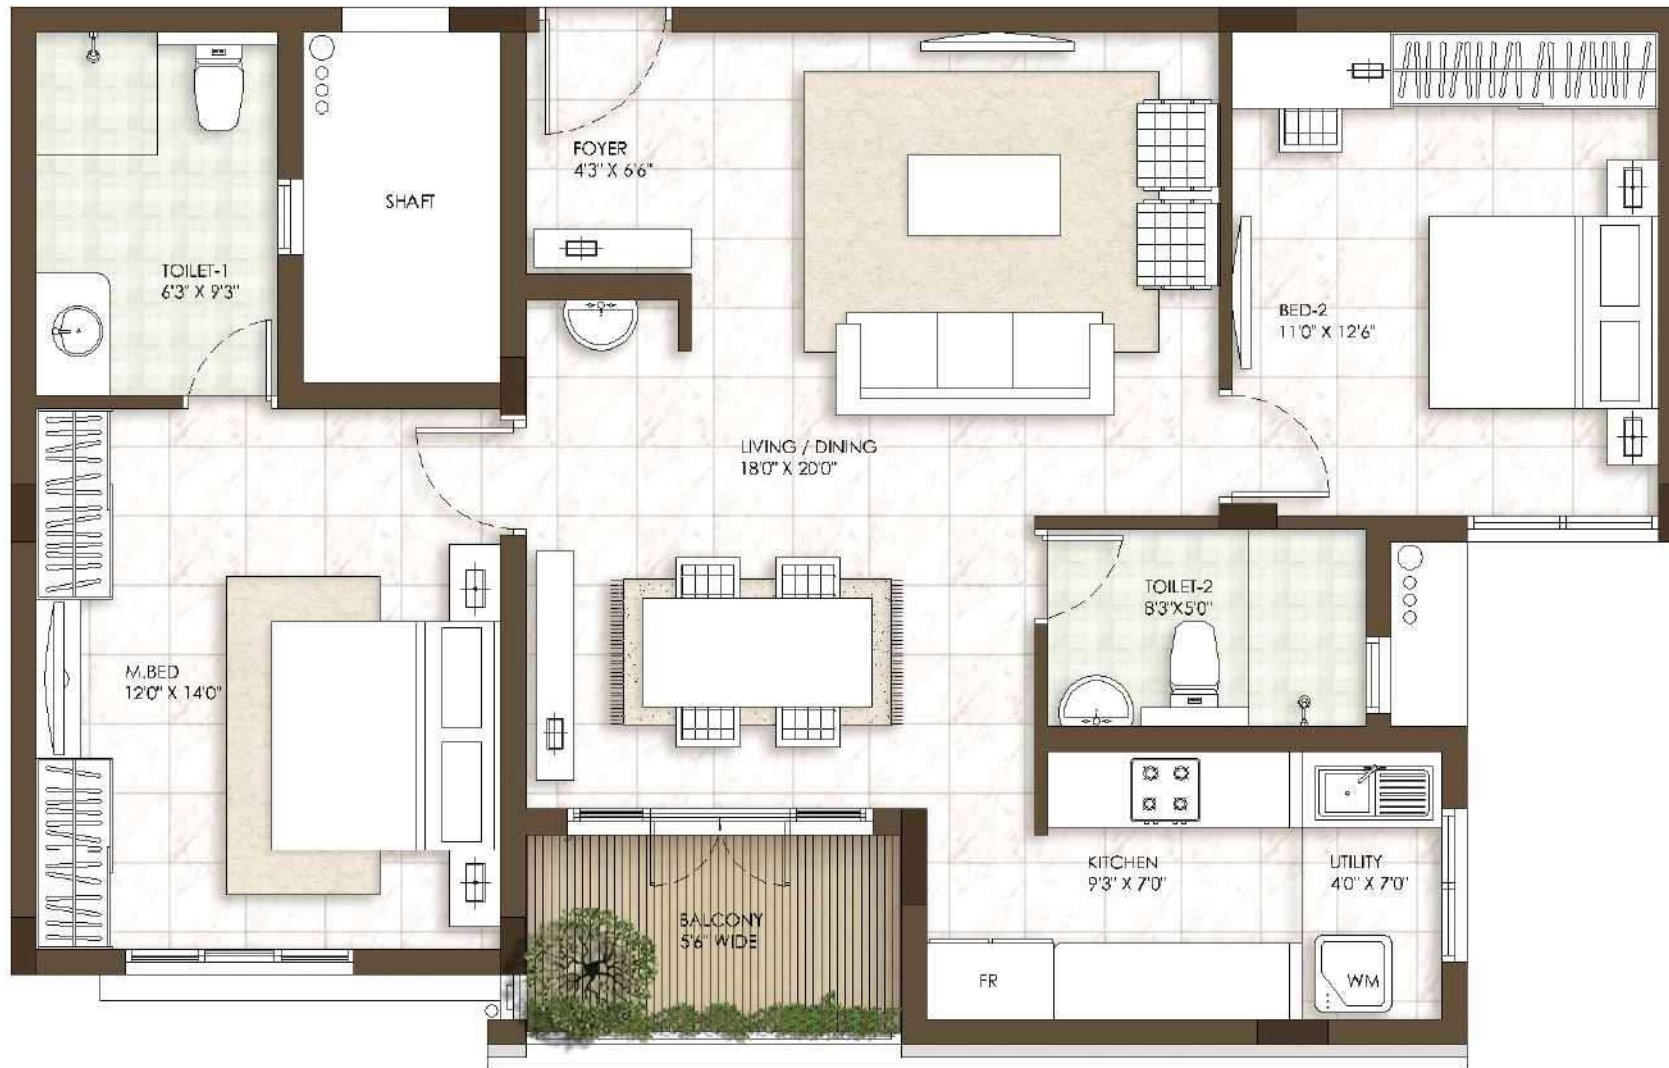 FOYER
4'3" X 6'6"
SHAFT
TOILET-1
6'3" X 9'3"
BED-2
11'0" X 12'6"
LIVING / DINING
18'0" X 20'0"
TOILET-2
8'3"X5'0"
M.BED
12'0" X 14'0"
KITCHEN
9'3" X 7'0"
UTILITY
4'0" X 7'0"
BALCONY
5'6" WIDE
FR
WM